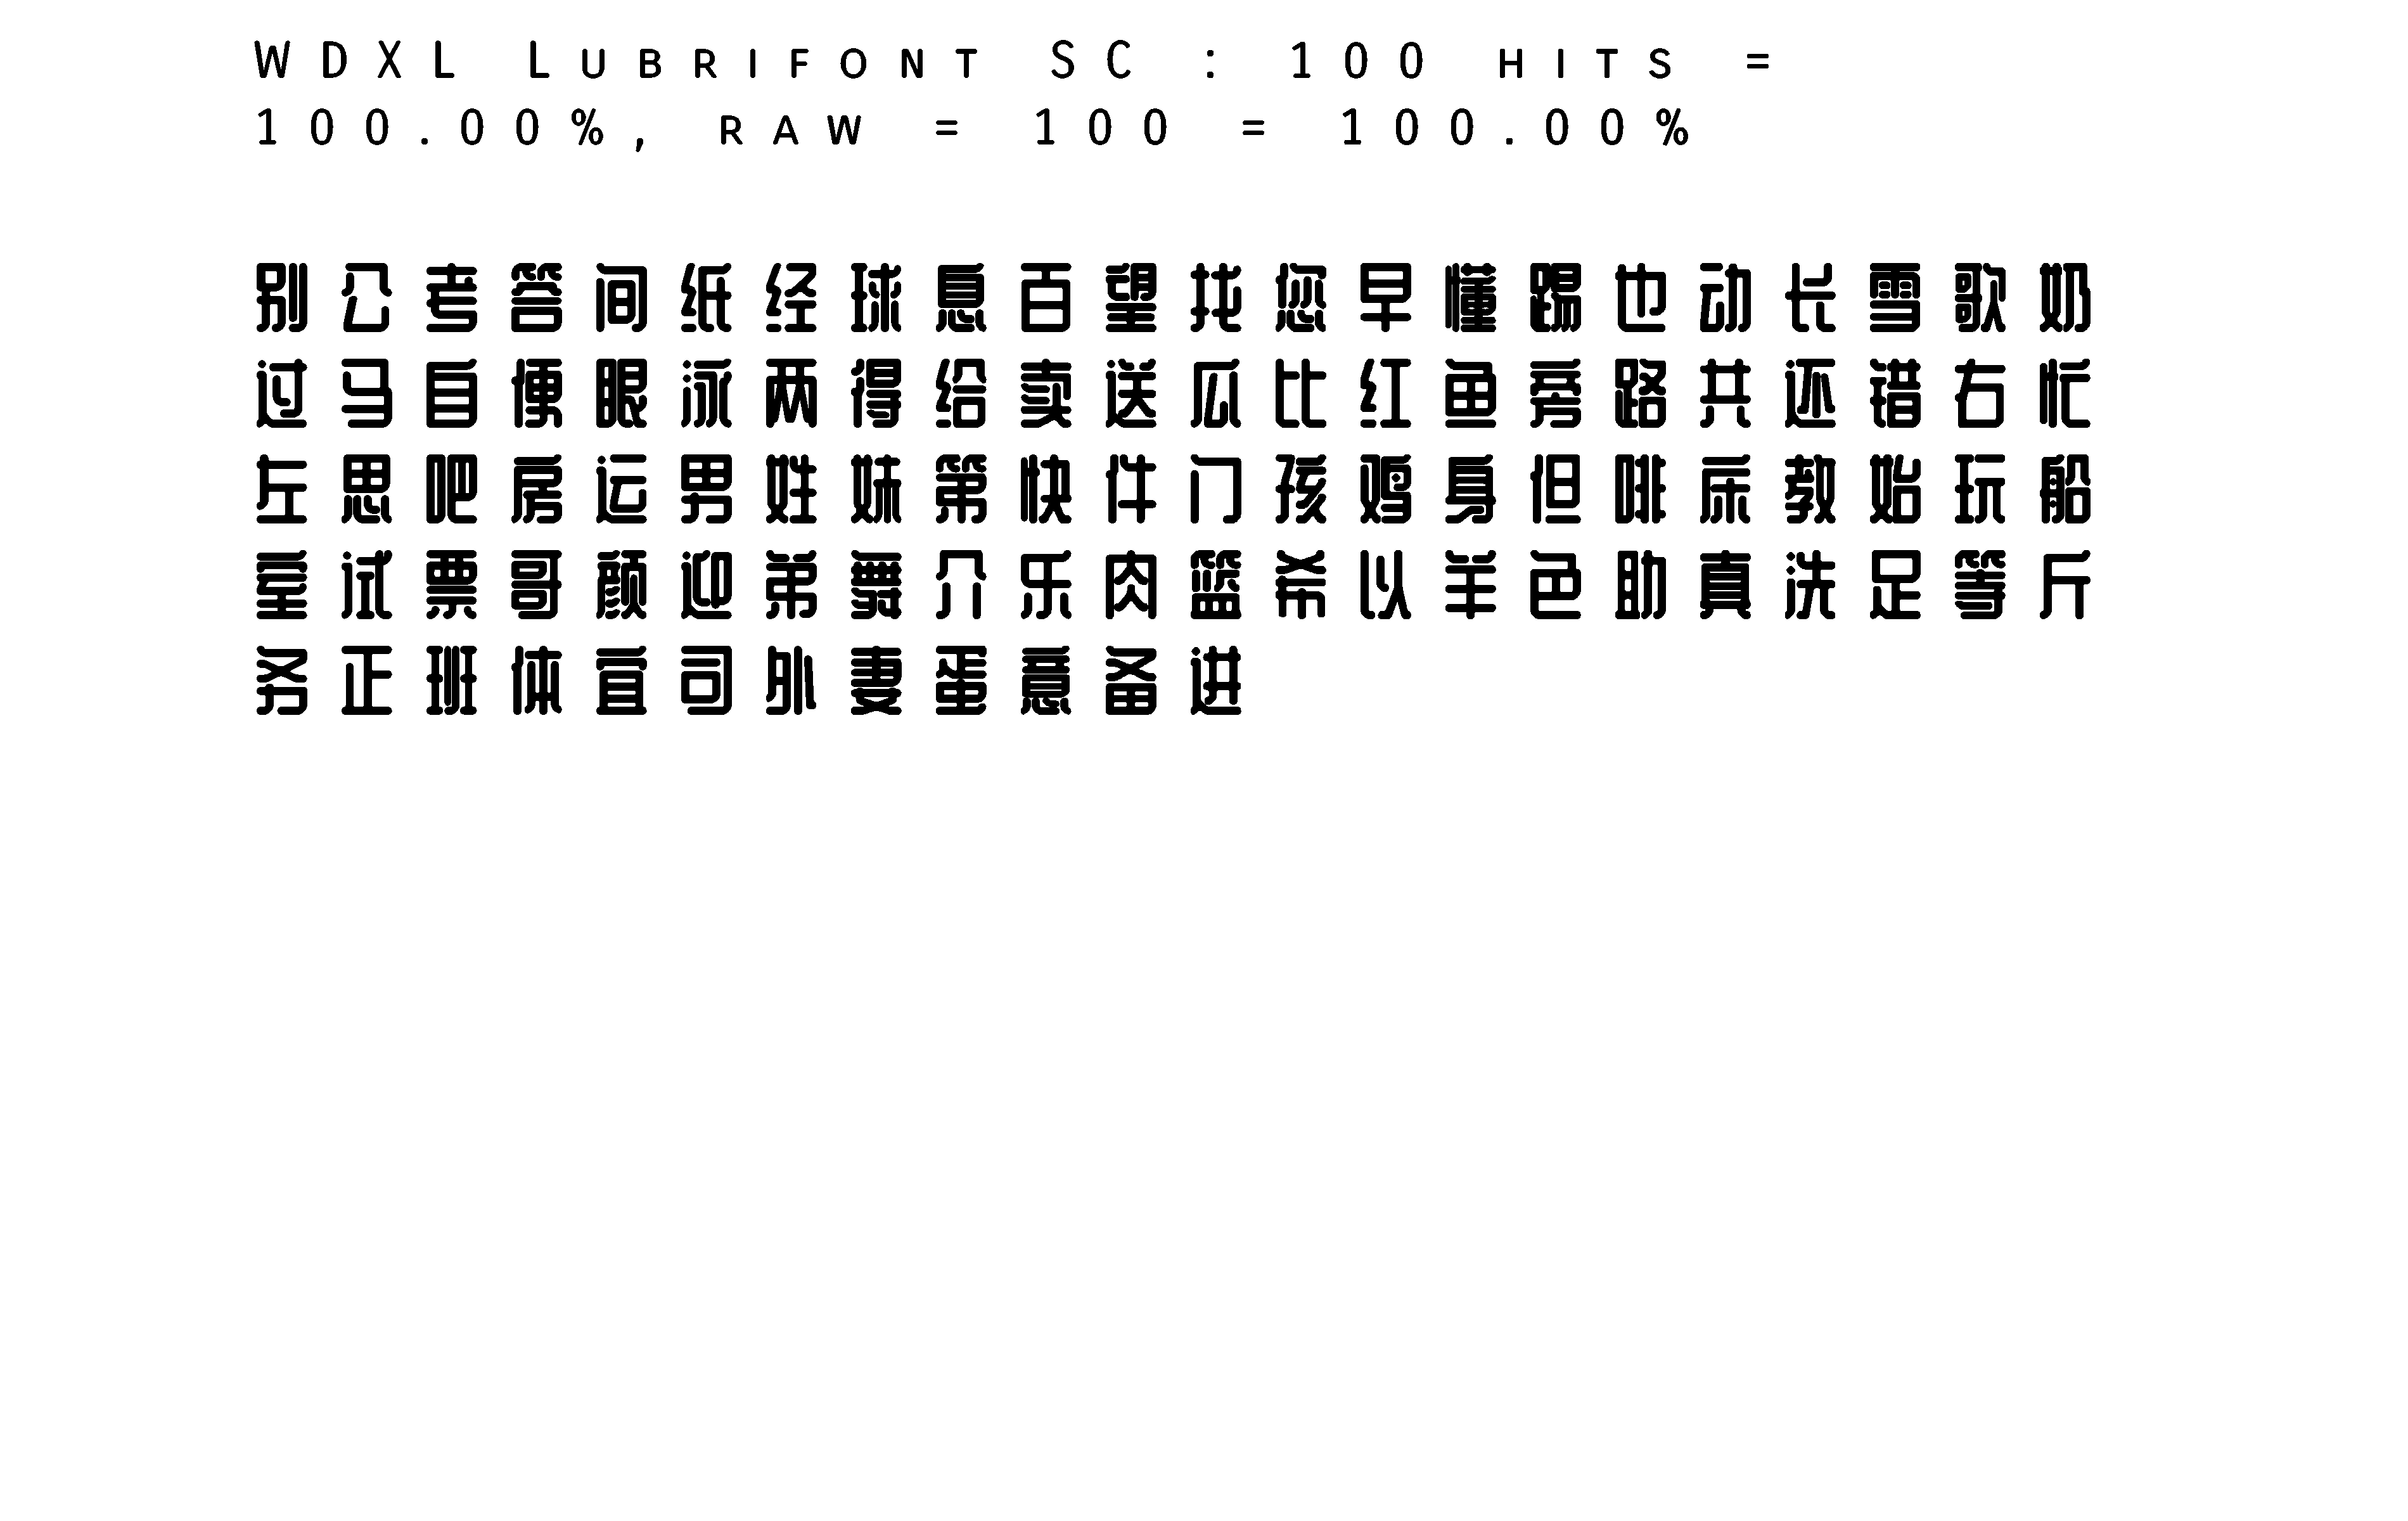 WDXL Lubrifont SC : 100 hits =
100.00%, raw = 100 = 100.00%
别公考答间纸经球息百望找您早懂踢也动长雪歌奶
过马自便眼泳两得给卖送瓜比红鱼旁路共还错右忙
左思吧房运男姓妹第快件门孩鸡身但啡床教始玩船
室试票哥颜迎弟舞介乐肉篮希以羊色助真洗足等斤
务正班体宜司外妻蛋意备进